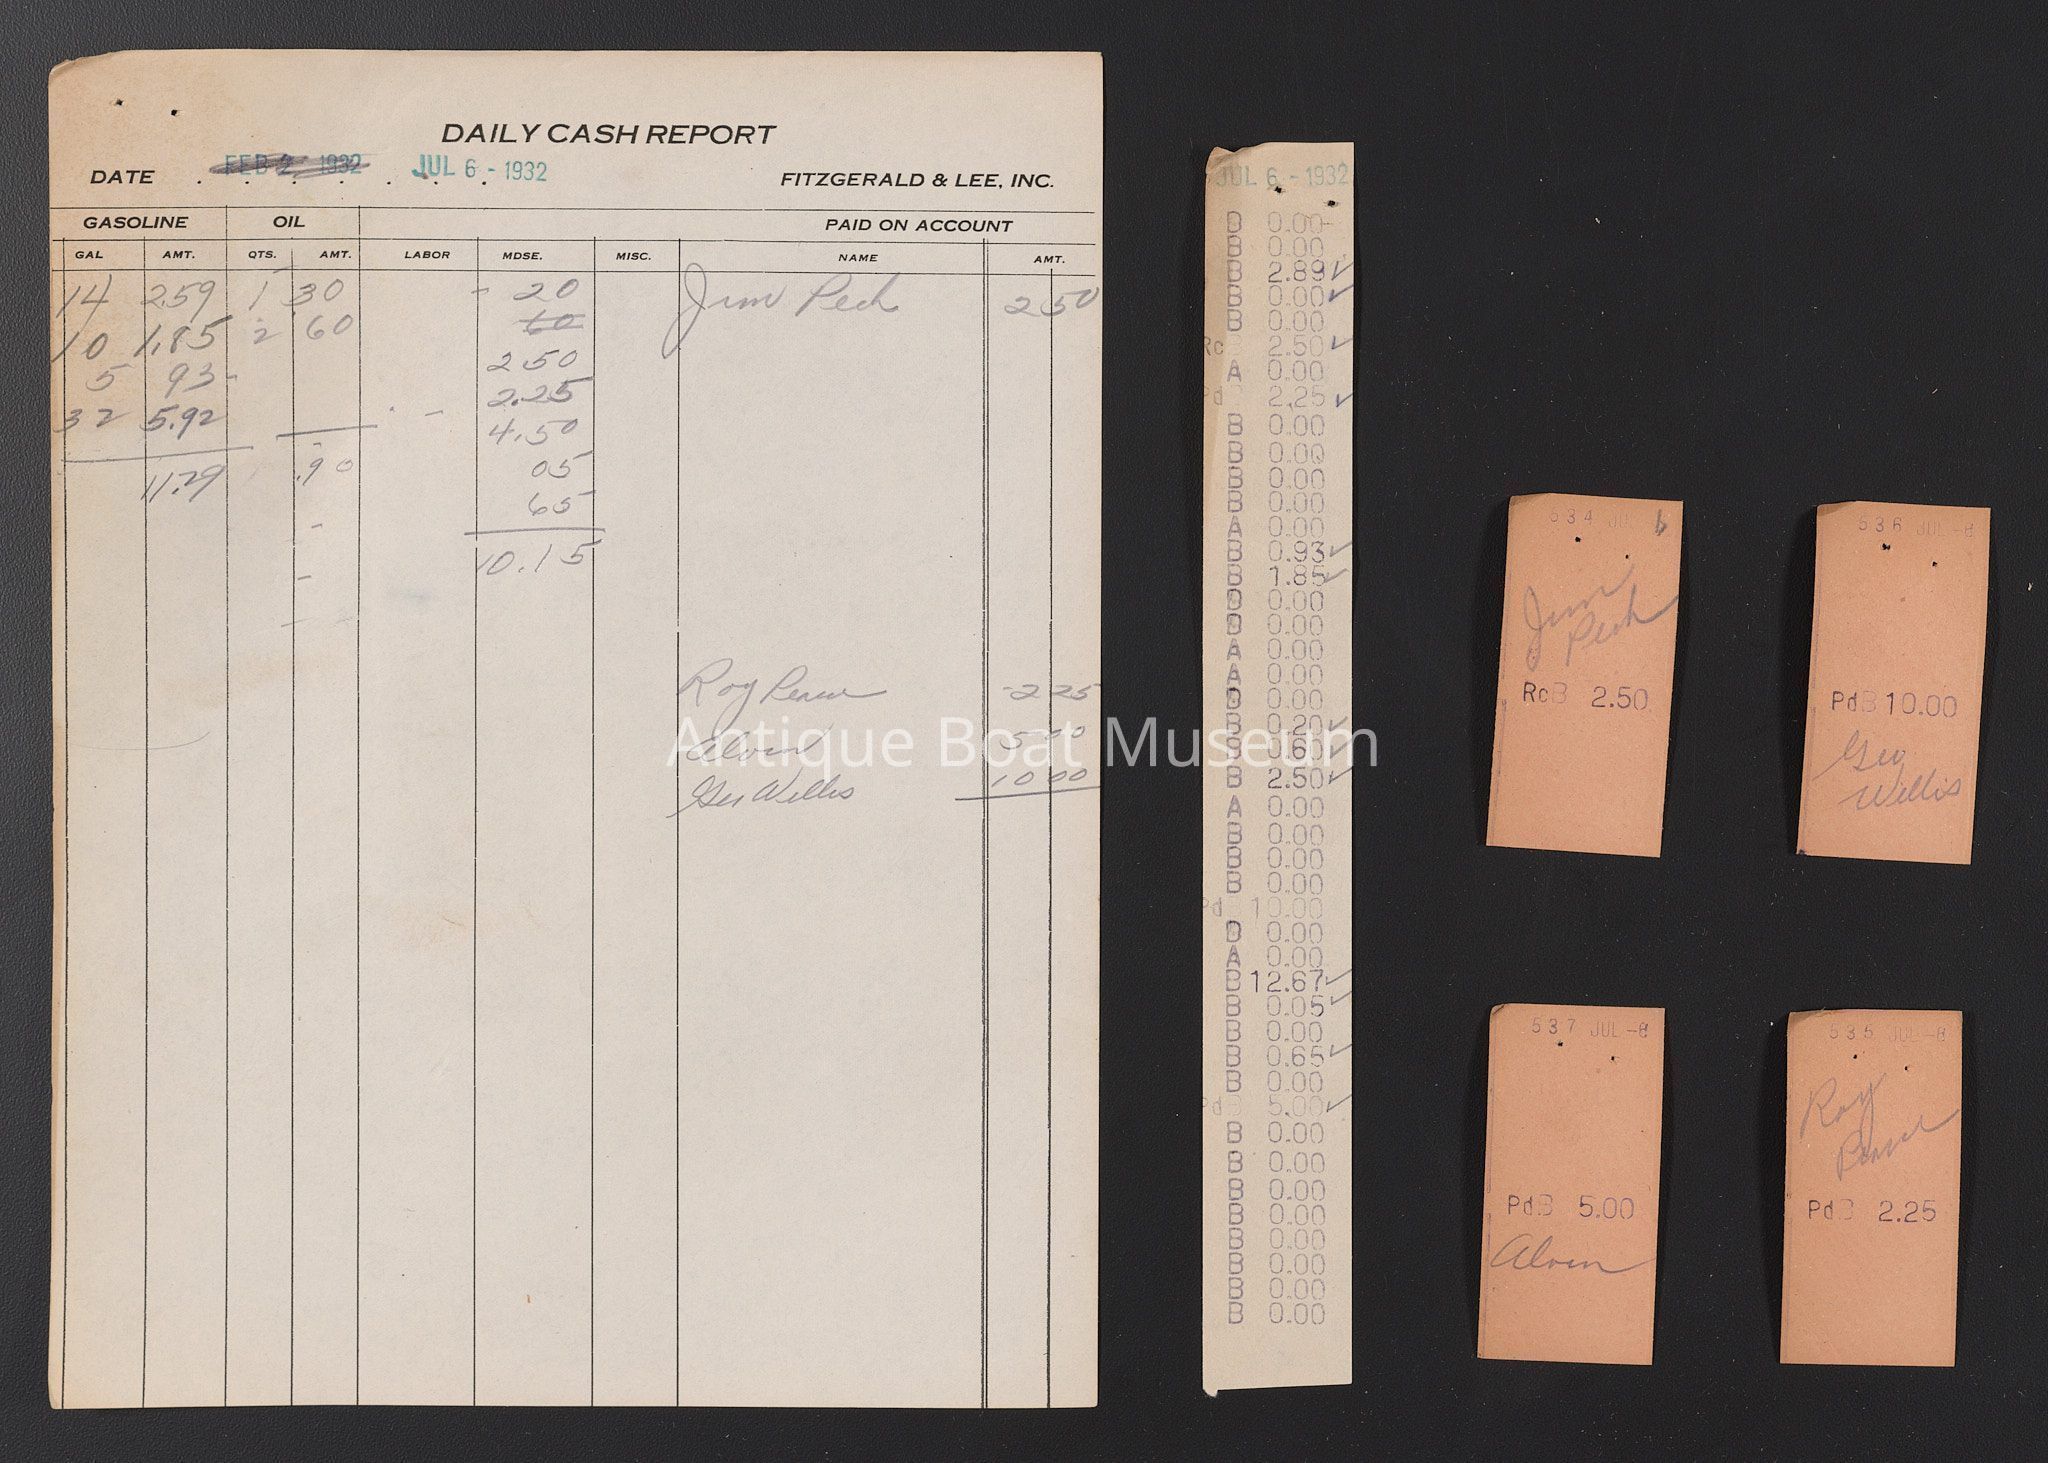 DAILY CASH REPORT
DATE . . . . . . . FEB 2 1932 JUL 6 - 1932
FITZGERALD & LEE, INC.
GASOLINE OIL PAID ON ACCOUNT
GAL AMT. QTS. AMT. LABOR MDSE. MISC. NAME AMT.
14 2.59 1 30 - 20 Jim Peck 2 50
10 1.85 2 60 60
5 93 - 2.50
32 5.92 2.25
4.50
11.29 .90 05
65
10.15
Roy -2 25
Alvin 5 00
Geo Wellis 10 00
Antique Boat Museum
JUL 6 - 1932
D 0.00
B 0.00
B 2.89 ✓
B 0.00 ✓
B 0.00
Rc 2.50 ✓
A 0.00
Pd 2.25 ✓
B 0.00
B 0.00
B 0.00
B 0.00
A 0.00
B 0.93 ✓
B 1.85 ✓
D 0.00
D 0.00
A 0.00
A 0.00
D 0.00
B 0.20 ✓
B 0.60 ✓
B 2.50 ✓
A 0.00
B 0.00
B 0.00
B 0.00
Pd 10.00
D 0.00
A 0.00
B 12.67 ✓
B 0.05 ✓
B 0.00
B 0.65 ✓
B 0.00
Pd 5.00 ✓
B 0.00
B 0.00
B 0.00
B 0.00
B 0.00
B 0.00
B 0.00
B 0.00
534 JUL 6
Jim
Peck
RcB 2.50
536 JUL -8
PdB 10.00
Geo
Wellis
537 JUL -8
PdB 5.00
Alvin
535 JUL -8
Roy
PdB 2.25